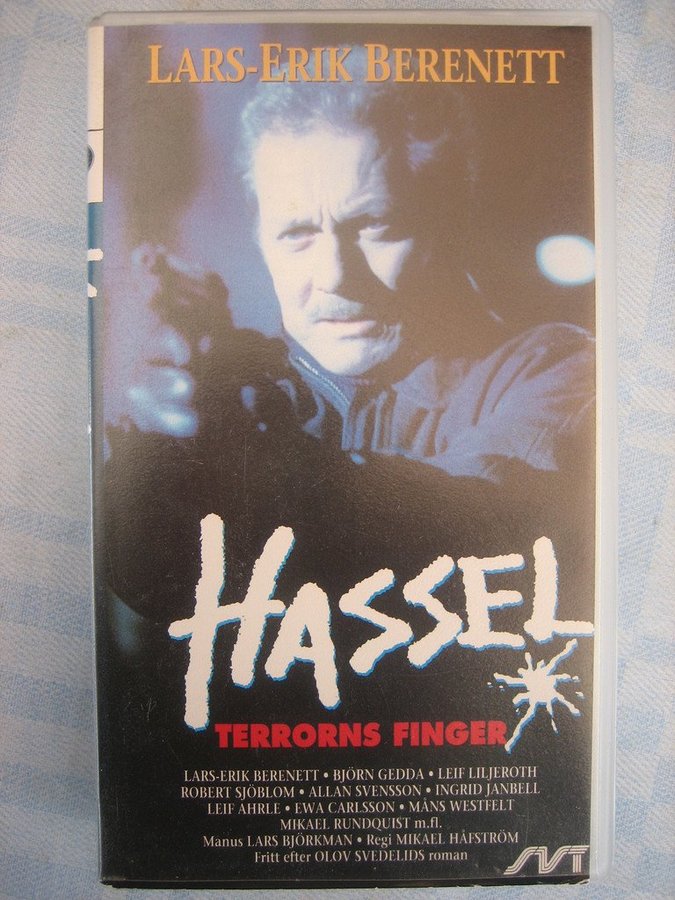 LARS-ERIK BERENETT
HASSEL
TERRORNS FINGER
LARS-ERIK BERENETT • BJÖRN GEDDA • LEIF LILJEROTH
ROBERT SJÖBLOM • ALLAN SVENSSON • INGRID JANBELL
LEIF AHRLE • EWA CARLSSON • MÅNS WESTFELT
MIKAEL RUNDQUIST m.fl.
Manus LARS BJÖRKMAN • Regi MIKAEL HÅFSTRÖM
Fritt efter OLOV SVEDELIDS roman
SVT